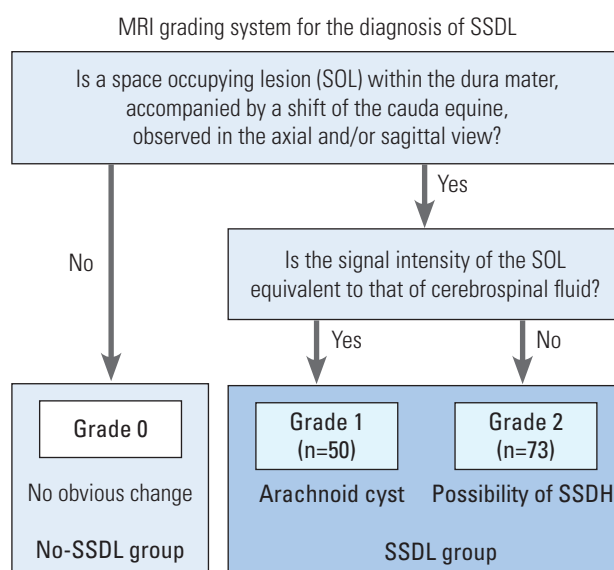 MRI grading system for the diagnosis of SSDL
Is a space occupying lesion (SOL) within the dura mater,
accompanied by a shift of the cauda equine,
observed in the axial and/or sagittal view?
No
Yes
Is the signal intensity of the SOL
equivalent to that of cerebrospinal fluid?
Yes
No
Grade 0
No obvious change
No-SSDL group
Grade 1
(n=50)
Arachnoid cyst
Grade 2
(n=73)
Possibility of SSDH
SSDL group